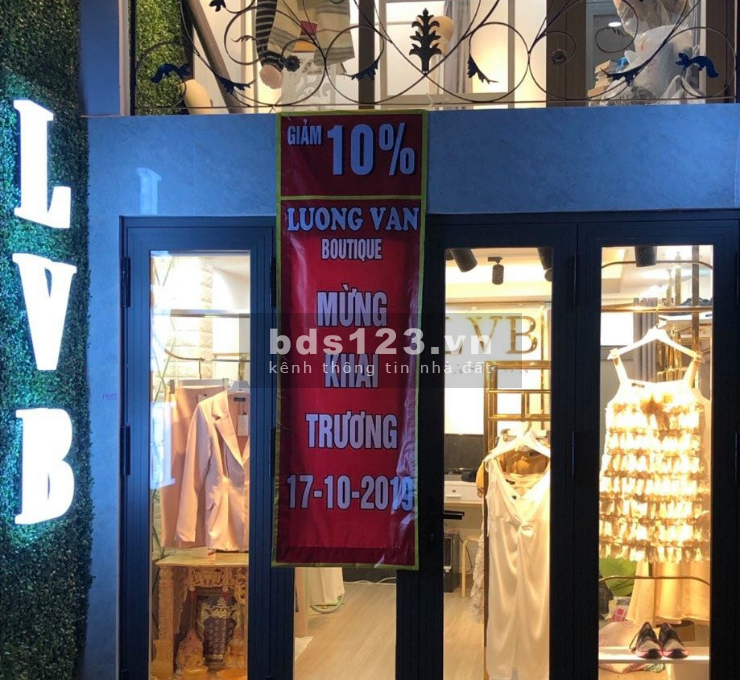 L
V
B
GIẢM 10%
LUONG VAN
BOUTIQUE
MỪNG
KHAI
TRƯƠNG
17-10-2019
LVB
bds123.vn
kênh thông tin nhà đất